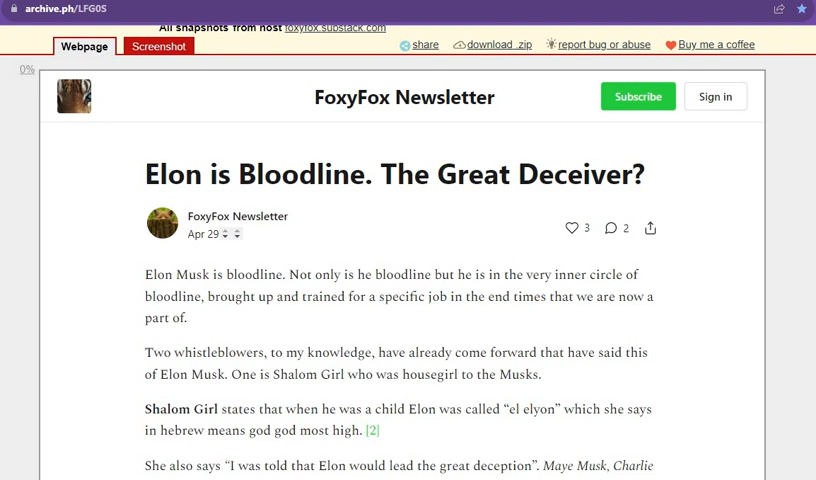 archive.ph/LFG0S
All snapshots from host foxyfox.substack.com
Webpage Screenshot share download .zip report bug or abuse Buy me a coffee
0%
FoxyFox Newsletter Subscribe Sign in
Elon is Bloodline. The Great Deceiver?
FoxyFox Newsletter
Apr 29 3 2
Elon Musk is bloodline. Not only is he bloodline but he is in the very inner circle of
bloodline, brought up and trained for a specific job in the end times that we are now a
part of.
Two whistleblowers, to my knowledge, have already come forward that have said this
of Elon Musk. One is Shalom Girl who was housegirl to the Musks.
Shalom Girl states that when he was a child Elon was called “el elyon” which she says
in hebrew means god god most high. [2]
She also says “I was told that Elon would lead the great deception”. Maye Musk, Charlie